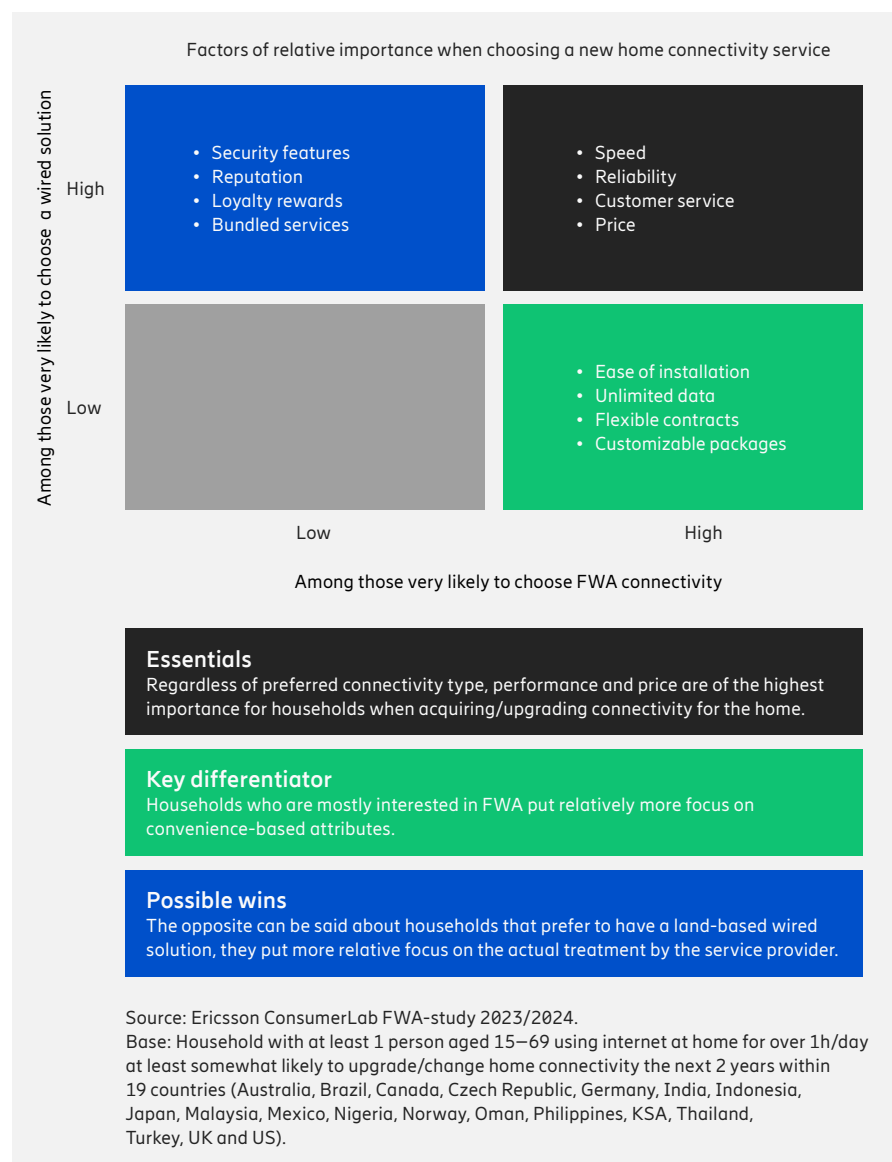 Factors of relative importance when choosing a new home connectivity service
Among those very likely to choose a wired solution
High
• Security features
• Reputation
• Loyalty rewards
• Bundled services
• Speed
• Reliability
• Customer service
• Price
Low
• Ease of installation
• Unlimited data
• Flexible contracts
• Customizable packages
Low
High
Among those very likely to choose FWA connectivity
Essentials
Regardless of preferred connectivity type, performance and price are of the highest
importance for households when acquiring/upgrading connectivity for the home.
Key differentiator
Households who are mostly interested in FWA put relatively more focus on
convenience-based attributes.
Possible wins
The opposite can be said about households that prefer to have a land-based wired
solution, they put more relative focus on the actual treatment by the service provider.
Source: Ericsson ConsumerLab FWA-study 2023/2024.
Base: Household with at least 1 person aged 15–69 using internet at home for over 1h/day
at least somewhat likely to upgrade/change home connectivity the next 2 years within
19 countries (Australia, Brazil, Canada, Czech Republic, Germany, India, Indonesia,
Japan, Malaysia, Mexico, Nigeria, Norway, Oman, Philippines, KSA, Thailand,
Turkey, UK and US).